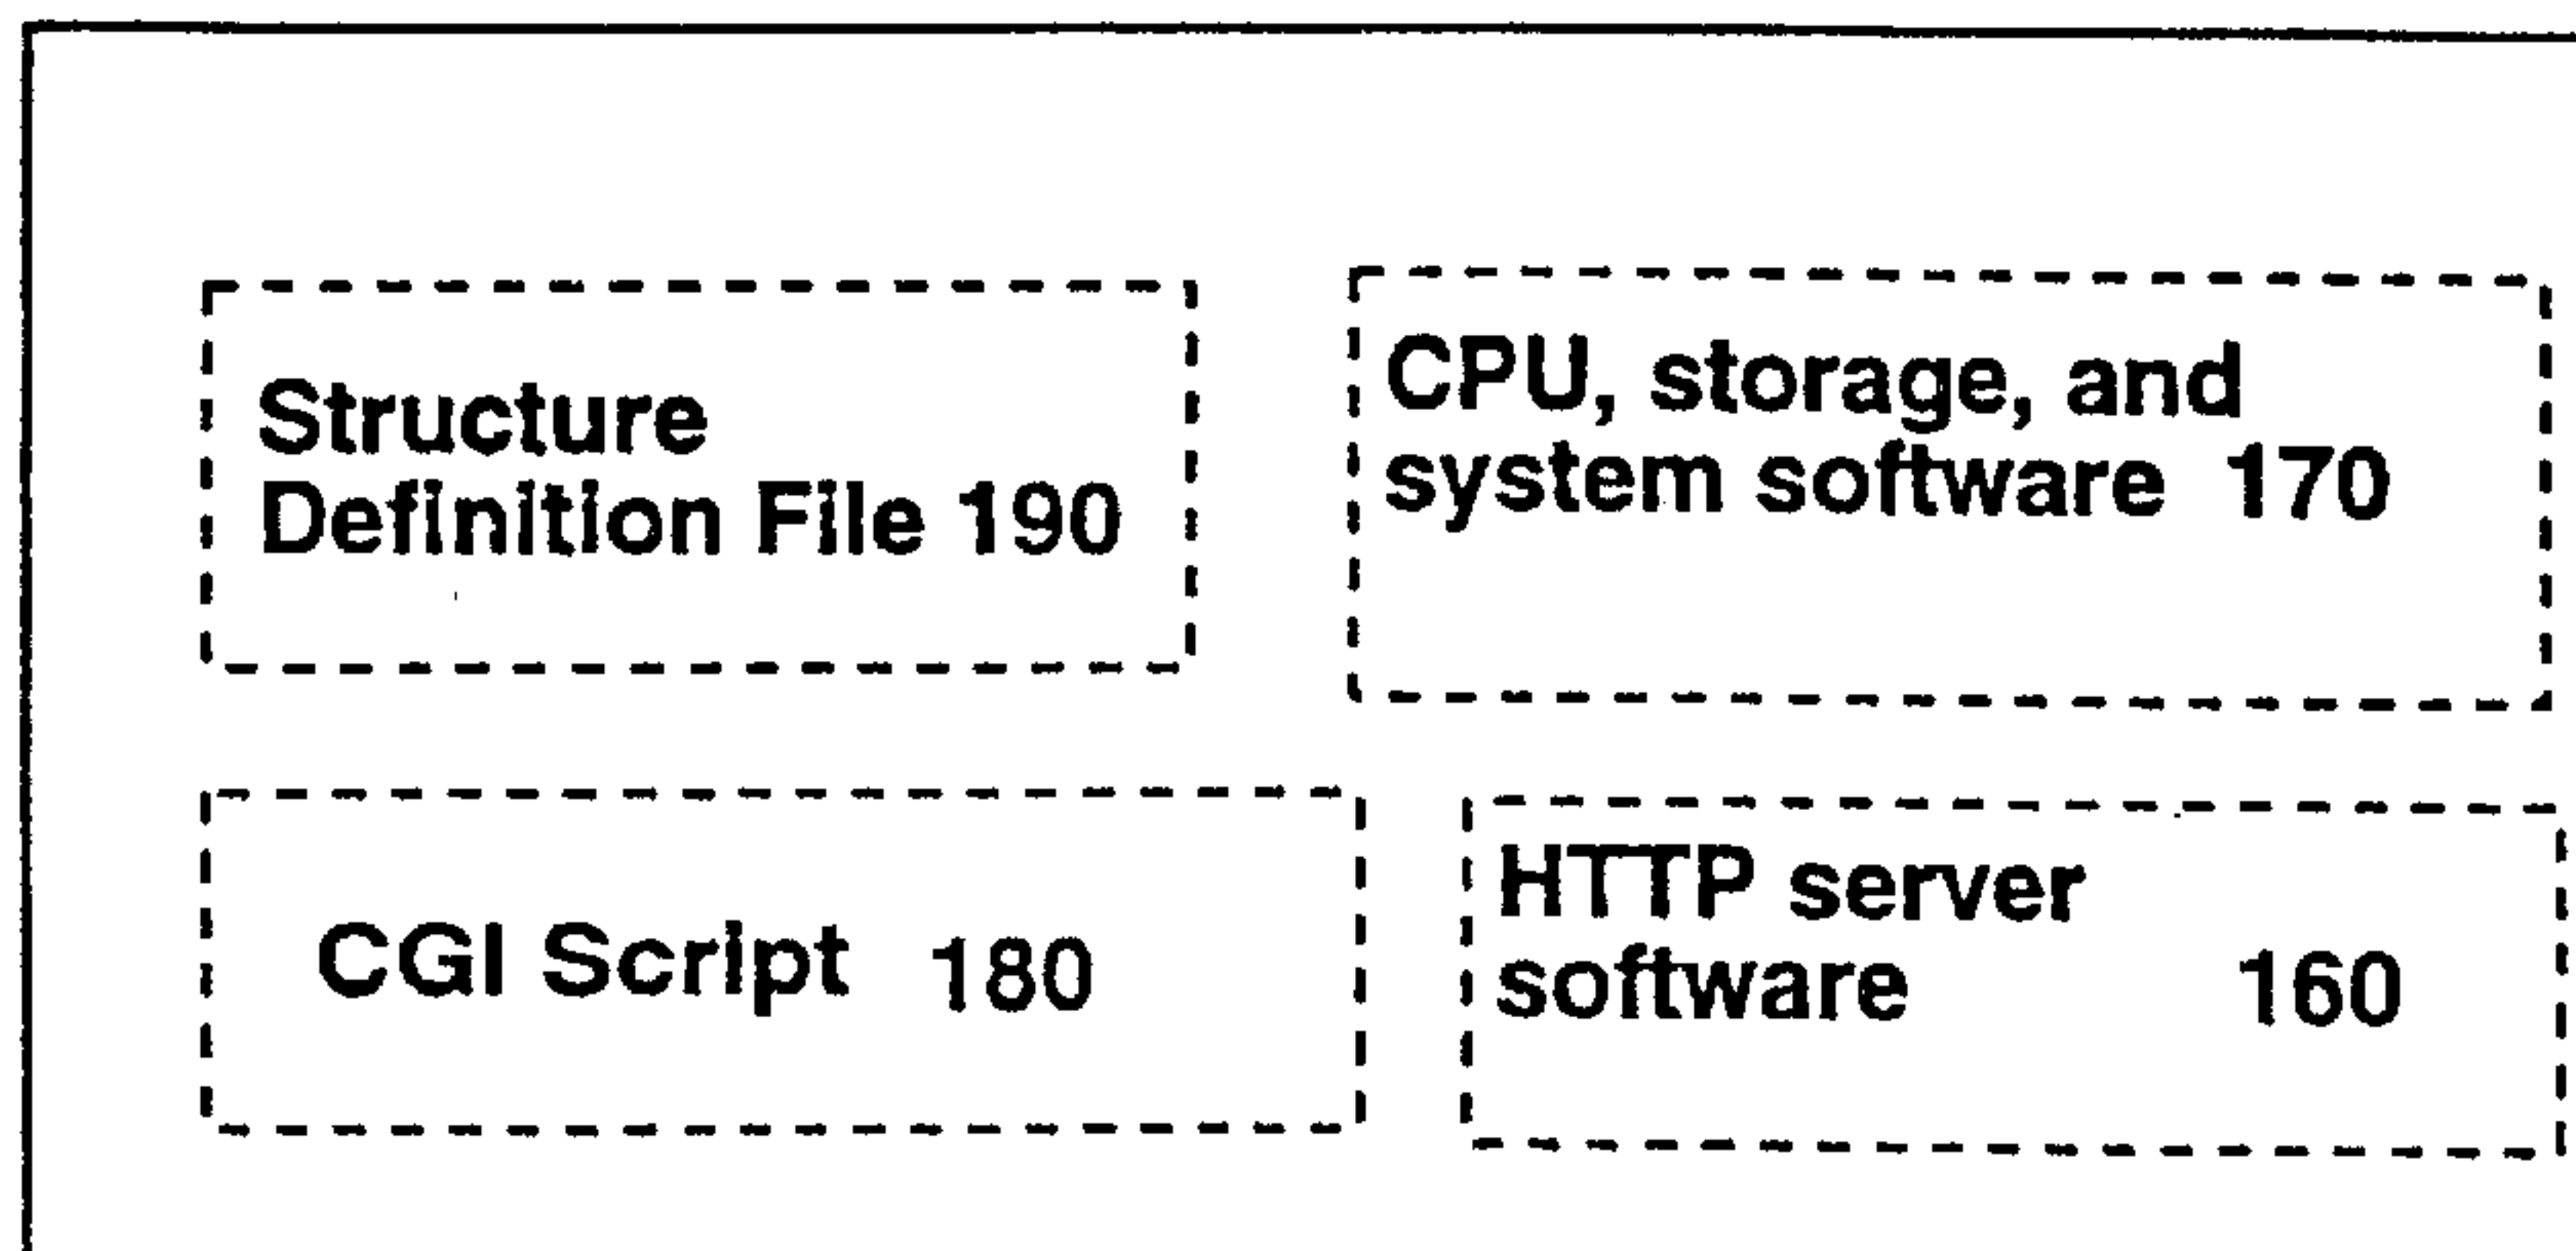 Structure
Definition File 190
CPU, storage, and
system software 170
CGI Script 180
HTTP server
software 160